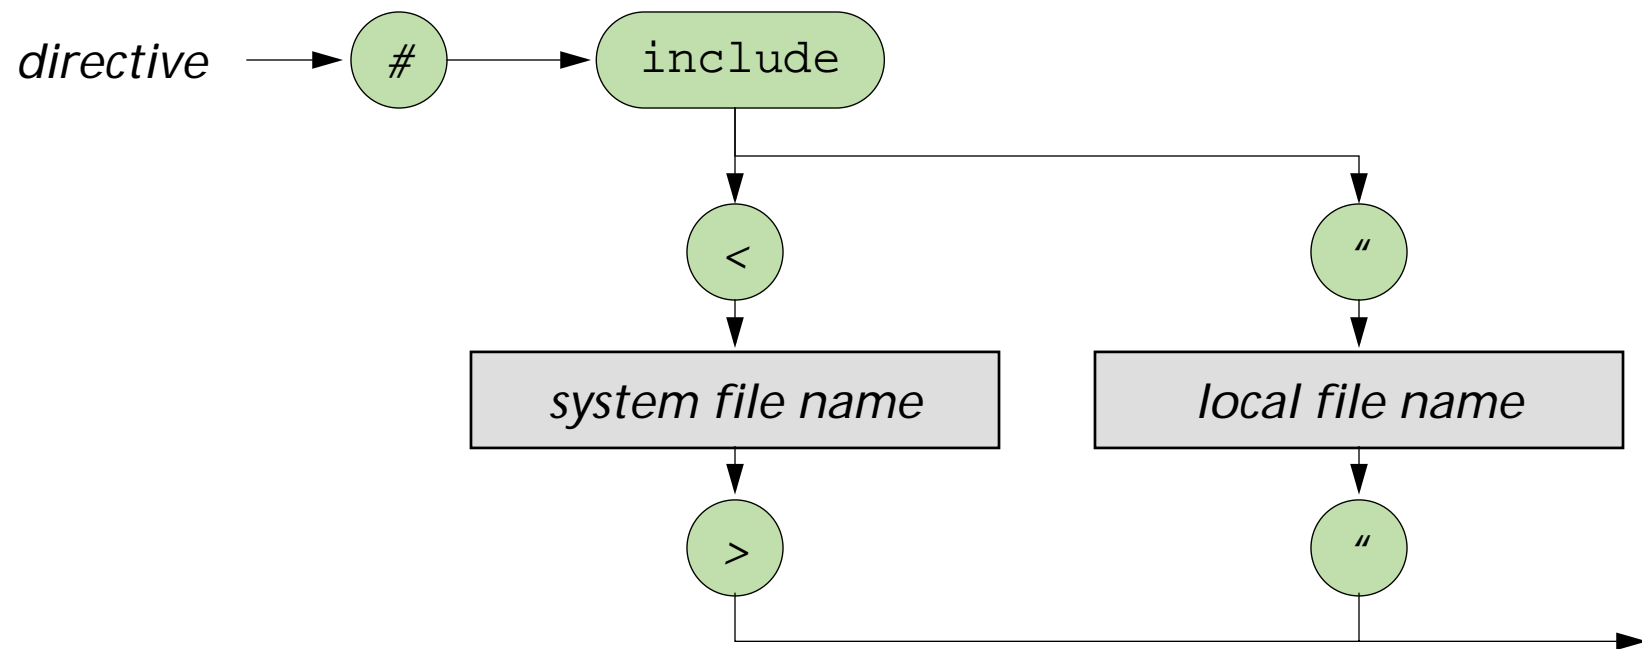 directive # include
< “
system file name local file name
> “